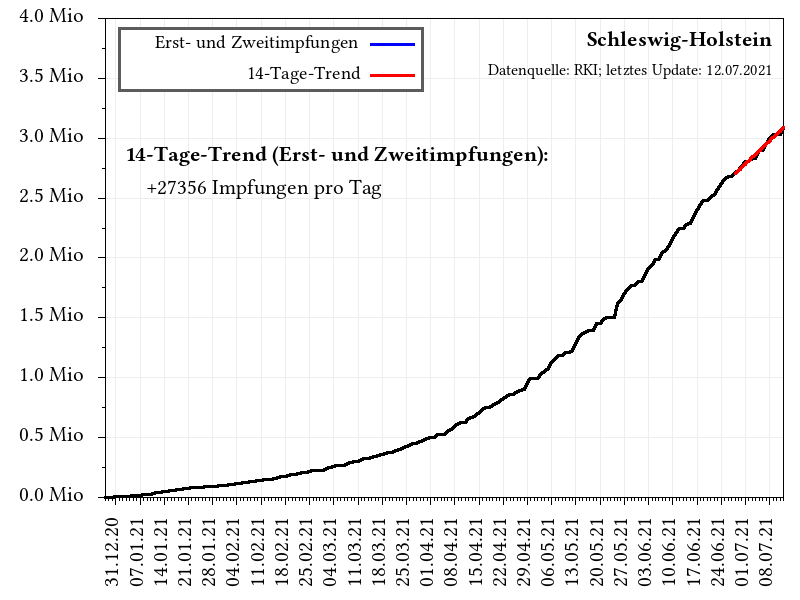 4.0 Mio
Erst- und Zweitimpfungen
14-Tage-Trend
Schleswig-Holstein
Datenquelle: RKI; letztes Update: 12.07.2021
3.5 Mio
3.0 Mio
14-Tage-Trend (Erst- und Zweitimpfungen):
+27356 Impfungen pro Tag
2.5 Mio
2.0 Mio
1.5 Mio
1.0 Mio
0.5 Mio
0.0 Mio
31.12.20
07.01.21
14.01.21
21.01.21
28.01.21
04.02.21
11.02.21
18.02.21
25.02.21
04.03.21
11.03.21
18.03.21
25.03.21
01.04.21
08.04.21
15.04.21
22.04.21
29.04.21
06.05.21
13.05.21
20.05.21
27.05.21
03.06.21
10.06.21
17.06.21
24.06.21
01.07.21
08.07.21